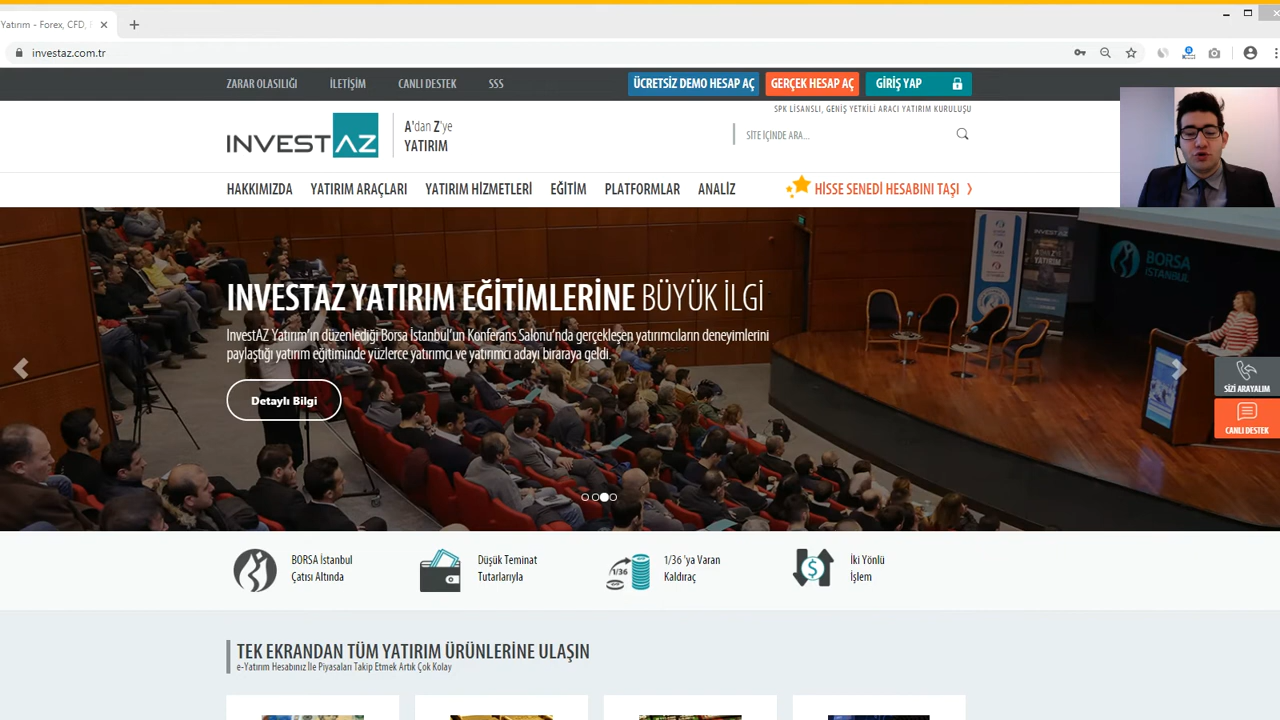 Yatırım - Forex, CFD,
investaz.com.tr
ZARAR OLASILIĞI
İLETİŞİM
CANLI DESTEK
SSS
ÜCRETSİZ DEMO HESAP AÇ
GERÇEK HESAP AÇ
GİRİŞ YAP
SPK LİSANSLI, GENİŞ YETKİLİ ARACI YATIRIM KURULUŞU
INVESTAZ
A'dan Z'ye
YATIRIM
SİTE İÇİNDE ARA...
HAKKIMIZDA
YATIRIM ARAÇLARI
YATIRIM HİZMETLERİ
EĞİTİM
PLATFORMLAR
ANALİZ
HİSSE SENEDİ HESABINI TAŞI
BORSA
İSTANBUL
INVESTAZ YATIRIM EĞİTİMLERİNE BÜYÜK İLGİ
InvestAZ Yatırım'ın düzenlediği Borsa İstanbul'un Konferans Salonu'nda gerçekleşen yatırımcıların deneyimlerini
paylaştığı yatırım eğitiminde yüzlerce yatırımcı ve yatırımcı adayı biraraya geldi.
Detaylı Bilgi
SİZİ ARAYALIM
CANLI DESTEK
BORSA İstanbul
Çatısı Altında
Düşük Teminat
Tutarlarıyla
1/36
1/36 'ya Varan
Kaldıraç
İki Yönlü
İşlem
TEK EKRANDAN TÜM YATIRIM ÜRÜNLERİNE ULAŞIN
e-Yatırım Hesabınız İle Piyasaları Takip Etmek Artık Çok Kolay